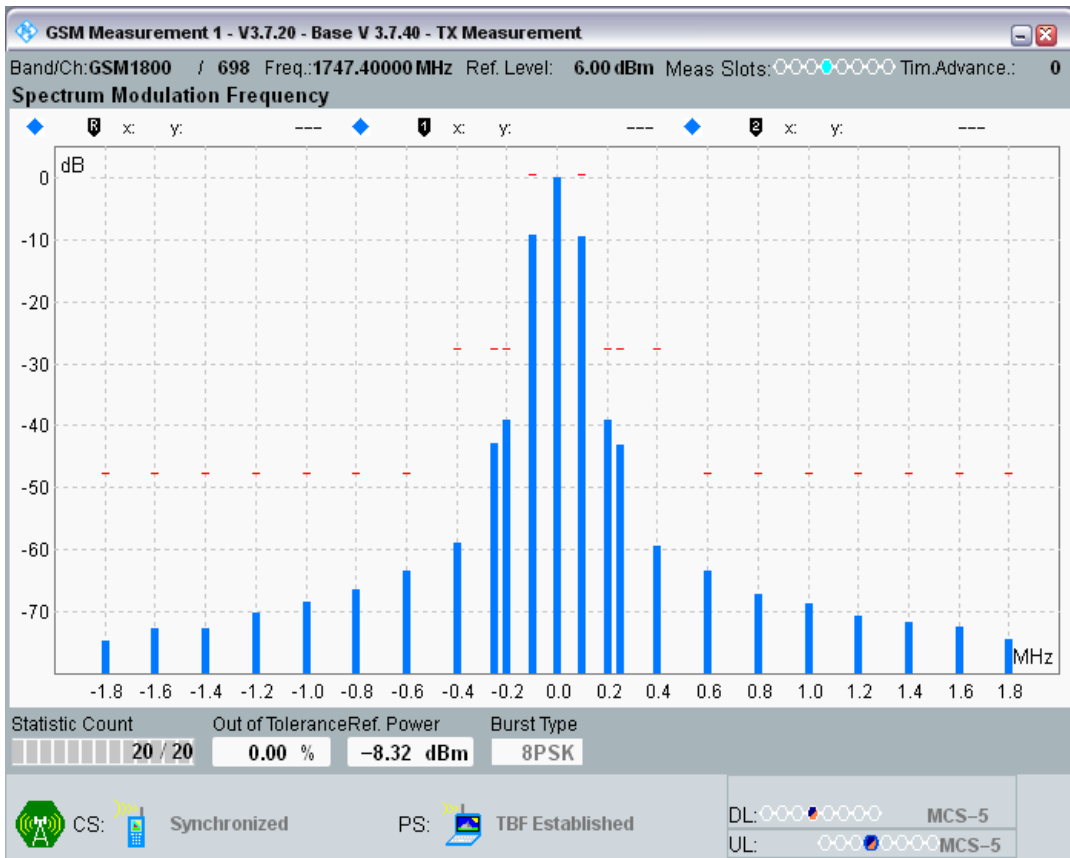 GSM Measurement 1 - V3.7.20 - Base V 3.7.40 - TX Measurement
Band/Ch:GSM1800 / 698 Freq.:1747.40000 MHz Ref. Level: 6.00 dBm Meas Slots: Tim.Advance.: 0
Spectrum Modulation Frequency
R x: y: --- 1 x: y: --- 2 x: y: ---
dB
0
-10
-20
-30
-40
-50
-60
-70
MHz
-1.8 -1.6 -1.4 -1.2 -1.0 -0.8 -0.6 -0.4 -0.2 0.0 0.2 0.4 0.6 0.8 1.0 1.2 1.4 1.6 1.8
Statistic Count Out of Tolerance Ref. Power Burst Type
20 / 20 0.00 % −8.32 dBm 8PSK
CS: Synchronized PS: TBF Established
DL: MCS−5
UL: MCS−5